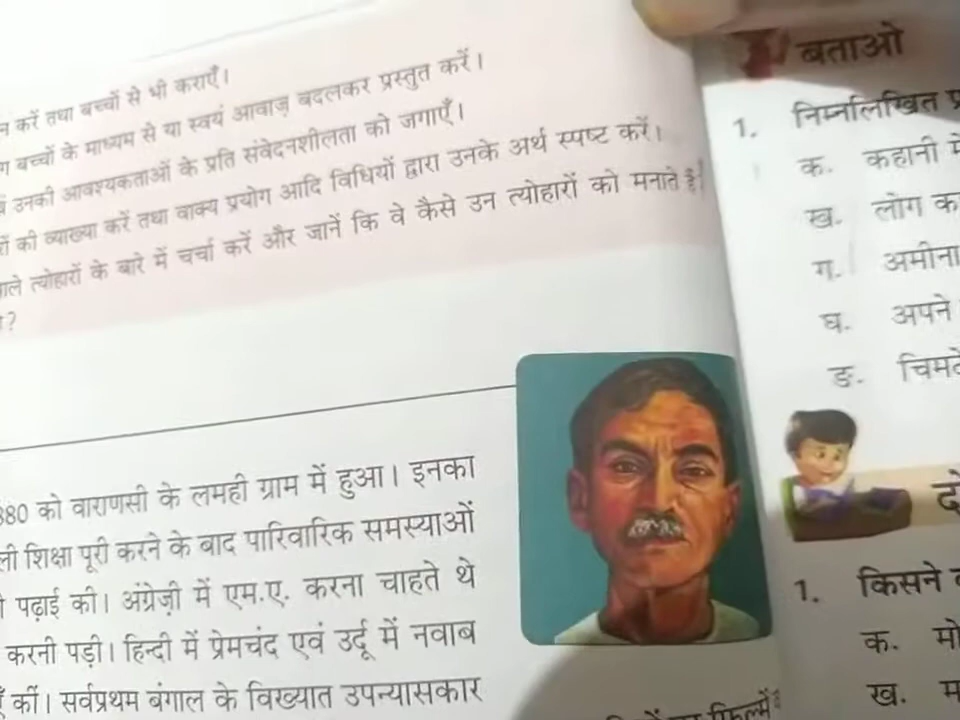 करें तथा बच्चों से भी कराएँ।
बच्चों के माध्यम से या स्वयं आवाज़ बदलकर प्रस्तुत करें।
उनकी आवश्यकताओं के प्रति संवेदनशीलता को जगाएँ।
की व्याख्या करें तथा वाक्य प्रयोग आदि विधियों द्वारा उनके अर्थ स्पष्ट करें।
त्योहारों के बारे में चर्चा करें और जानें कि वे कैसे उन त्योहारों को मनाते हैं।
?
880 को वाराणसी के लमही ग्राम में हुआ। इनका
शिक्षा पूरी करने के बाद पारिवारिक समस्याओं
पढ़ाई की। अंग्रेज़ी में एम.ए. करना चाहते थे
करनी पड़ी। हिन्दी में प्रेमचंद एवं उर्दू में नवाब
कीं। सर्वप्रथम बंगाल के विख्यात उपन्यासकार
बताओ
1. निम्नलिखित
क. कहानी
ख. लोग
ग. अमीना
घ. अपने
ङ.
1. किसने
क.
ख.